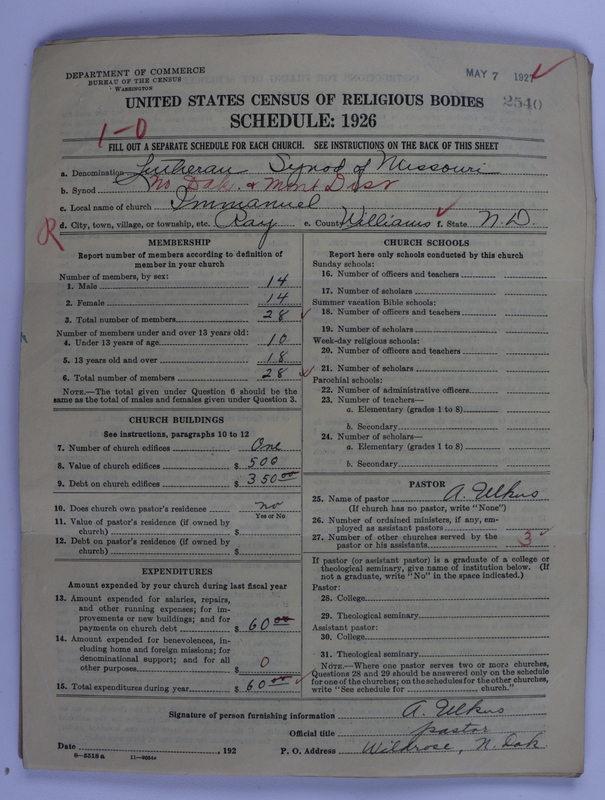 DEPARTMENT OF COMMERCE
BUREAU OF THE CENSUS
WASHINGTON
MAY 7 1927
2540
UNITED STATES CENSUS OF RELIGIOUS BODIES
SCHEDULE: 1926
1-0
FILL OUT A SEPARATE SCHEDULE FOR EACH CHURCH. SEE INSTRUCTIONS ON THE BACK OF THIS SHEET
a. Denomination Lutheran Synod of Missouri
b. Synod No Dak. & Mont Dist
c. Local name of church Immanuel
d. City, town, village, or township, etc. Ray e. County Williams f. State N.D.
R
MEMBERSHIP
Report number of members according to definition of
member in your church
Number of members, by sex:
1. Male 14
2. Female 14
3. Total number of members 28
Number of members under and over 13 years old:
4. Under 13 years of age 10
5. 13 years old and over 18
6. Total number of members 28
NOTE.—The total given under Question 6 should be the
same as the total of males and females given under Question 3.
CHURCH BUILDINGS
See instructions, paragraphs 10 to 12
7. Number of church edifices One
8. Value of church edifices $ 500
9. Debt on church edifices $ 350 00
10. Does church own pastor's residence no
Yes or No
11. Value of pastor's residence (if owned by
church) $
12. Debt on pastor's residence (if owned by
church) $
EXPENDITURES
Amount expended by your church during last fiscal year
13. Amount expended for salaries, repairs,
and other running expenses; for im-
provements or new buildings; and for
payments on church debt $ 60 00
14. Amount expended for benevolences, in-
cluding home and foreign missions; for
denominational support; and for all
other purposes $ 0
15. Total expenditures during year $ 60 00
CHURCH SCHOOLS
Report here only schools conducted by this church
Sunday schools:
16. Number of officers and teachers
17. Number of scholars
Summer vacation Bible schools:
18. Number of officers and teachers
19. Number of scholars
Week-day religious schools:
20. Number of officers and teachers
21. Number of scholars
Parochial schools:
22. Number of administrative officers
23. Number of teachers—
a. Elementary (grades 1 to 8)
b. Secondary
24. Number of scholars—
a. Elementary (grades 1 to 8)
b. Secondary
PASTOR
25. Name of pastor A.
(If church has no pastor, write "None")
26. Number of ordained ministers, if any, em-
ployed as assistant pastors
27. Number of other churches served by the
pastor or his assistants 3
If pastor (or assistant pastor) is a graduate of a college or
theological seminary, give name of institution below. (If
not a graduate, write "No" in the space indicated.)
Pastor:
28. College
29. Theological seminary
Assistant pastor:
30. College
31. Theological seminary
NOTE.—Where one pastor serves two or more churches,
Questions 28 and 29 should be answered only on the schedule
for one of the churches; on the schedules for the other churches,
write "See schedule for church."
Signature of person furnishing information A.
Official title pastor
Date , 192 P. O. Address Wildrose, N. Dak.
8-5318a 11-9264a